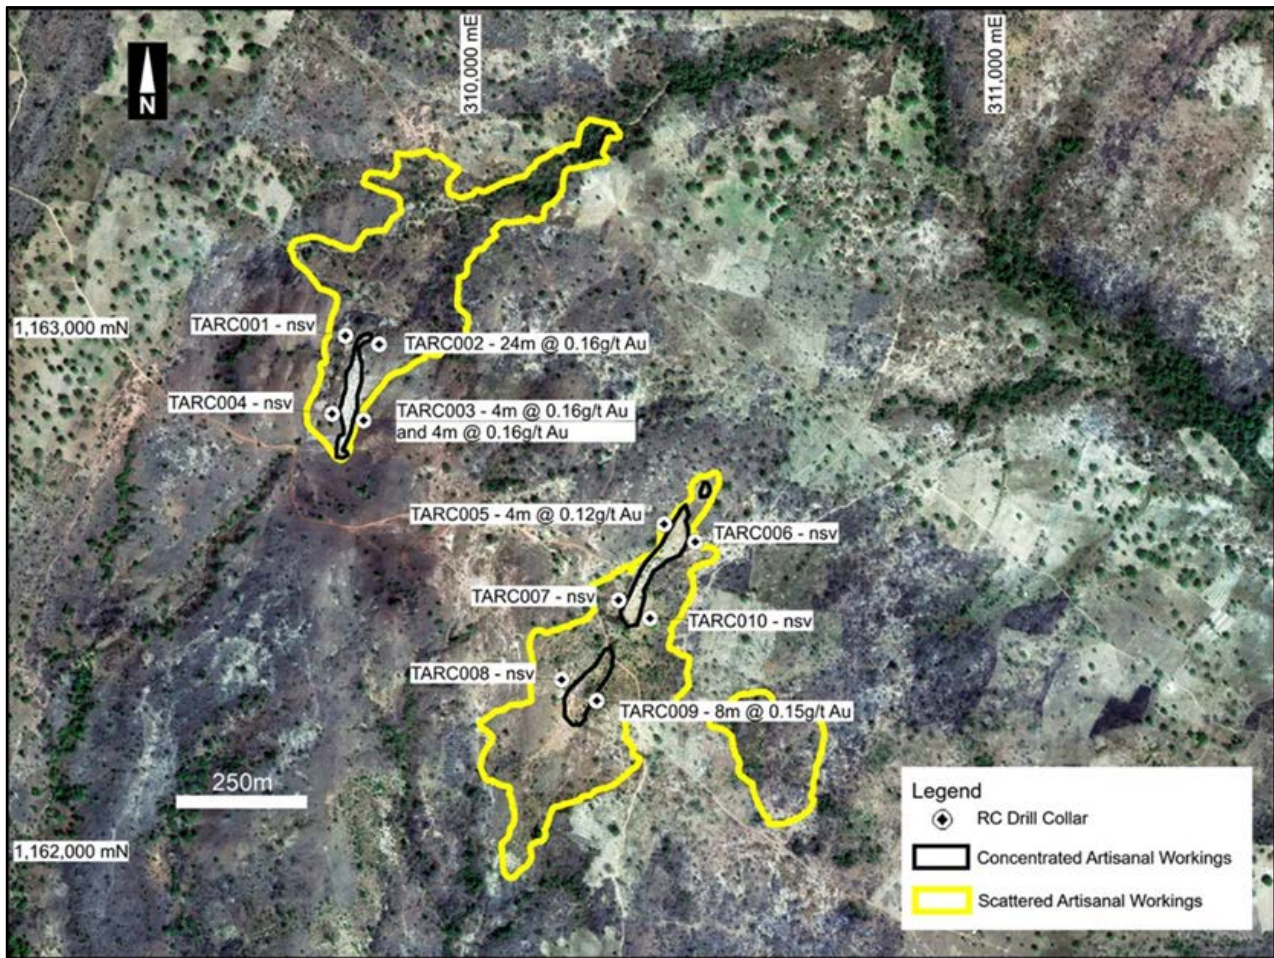 310,000 mE
311,000 mE
N
1,163,000 mN
TARC001 - nsv
TARC002 - 24m @ 0.16g/t Au
TARC004 - nsv
TARC003 - 4m @ 0.16g/t Au
and 4m @ 0.16g/t Au
TARC005 - 4m @ 0.12g/t Au
TARC006 - nsv
TARC007 - nsv
TARC010 - nsv
TARC008 - nsv
TARC009 - 8m @ 0.15g/t Au
250m
1,162,000 mN
Legend
RC Drill Collar
Concentrated Artisanal Workings
Scattered Artisanal Workings